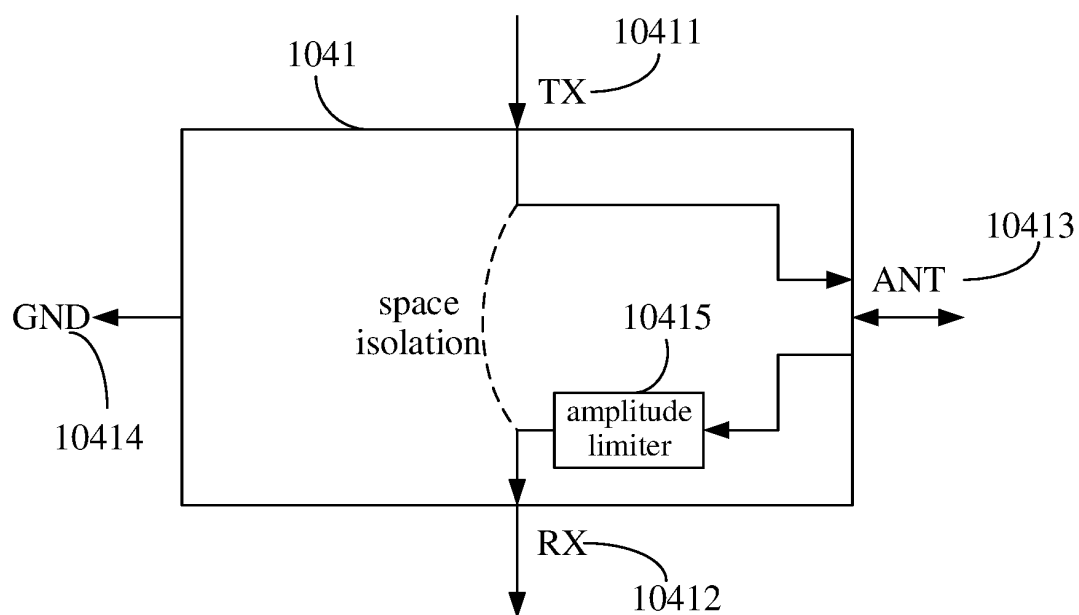 10411
1041
TX
10413
ANT
GND
space
isolation
10415
amplitude
limiter
10414
RX
10412